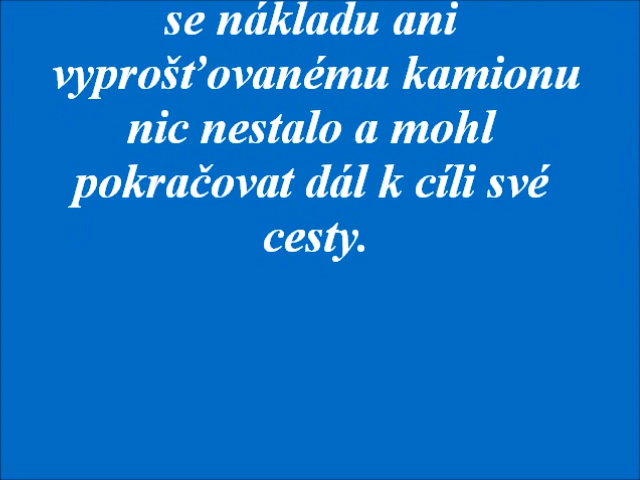 se nákladu ani
vyprošťovanému kamionu
nic nestalo a mohl
pokračovat dál k cíli své
cesty.